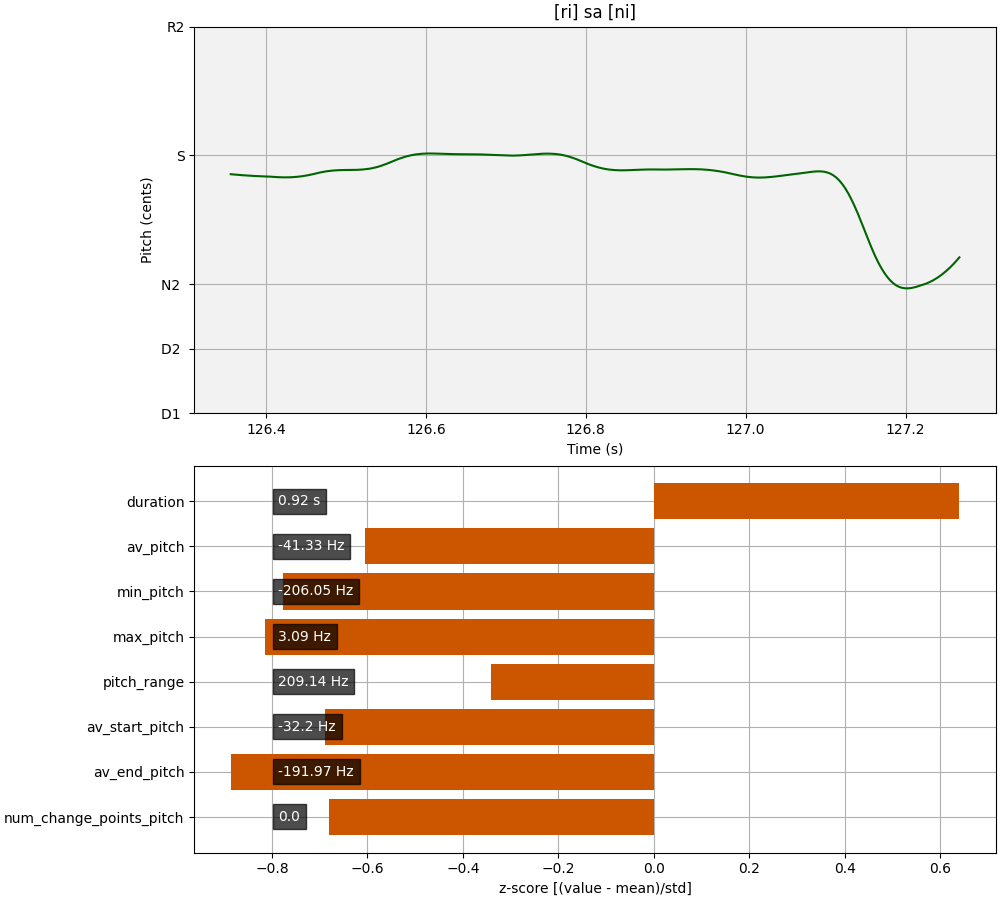 [ri] sa [ni]
R2
S
N2
D2
D1
Pitch (cents)
126.4 126.6 126.8 127.0 127.2
Time (s)
duration 0.92 s
av_pitch -41.33 Hz
min_pitch -206.05 Hz
max_pitch 3.09 Hz
pitch_range 209.14 Hz
av_start_pitch -32.2 Hz
av_end_pitch -191.97 Hz
num_change_points_pitch 0.0
−0.8 −0.6 −0.4 −0.2 0.0 0.2 0.4 0.6
z-score [(value - mean)/std]